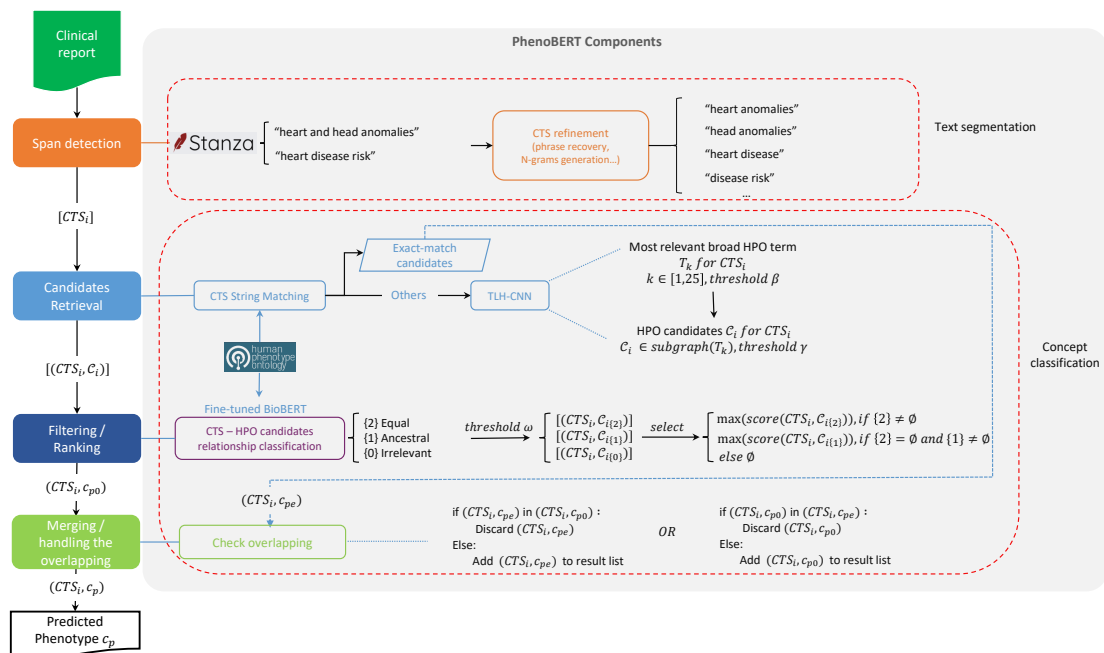 Clinical
report
PhenoBERT Components
Span detection
Stanza
“heart and head anomalies”
“heart disease risk”
CTS refinement
(phrase recovery,
N-grams generation…)
“heart anomalies”
“head anomalies”
“heart disease”
“disease risk”
…
Text segmentation
[CTS_i]
Candidates
Retrieval
CTS String Matching
Exact-match
candidates
Others
TLH-CNN
Most relevant broad HPO term
T_k for CTS_i
k ∈ [1,25], threshold β
HPO candidates C_i for CTS_i
C_i ∈ subgraph(T_k), threshold γ
Concept
classification
human
phenotype
ontology
[(CTS_i, C_i)]
Filtering /
Ranking
Fine-tuned BioBERT
CTS – HPO candidates
relationship classification
{2} Equal
{1} Ancestral
{0} Irrelevant
threshold ω
[(CTS_i, C_i{2})]
[(CTS_i, C_i{1})]
[(CTS_i, C_i{0})]
select
max(score(CTS_i, C_i{2})), if {2} ≠ ∅
max(score(CTS_i, C_i{1})), if {2} = ∅ and {1} ≠ ∅
else ∅
(CTS_i, c_p0)
(CTS_i, c_pe)
Merging /
handling the
overlapping
Check overlapping
if (CTS_i, c_pe) in (CTS_i, c_p0) :
Discard (CTS_i, c_pe)
Else:
Add (CTS_i, c_pe) to result list
OR
if (CTS_i, c_p0) in (CTS_i, c_pe) :
Discard (CTS_i, c_p0)
Else:
Add (CTS_i, c_p0) to result list
(CTS_i, c_p)
Predicted
Phenotype c_p